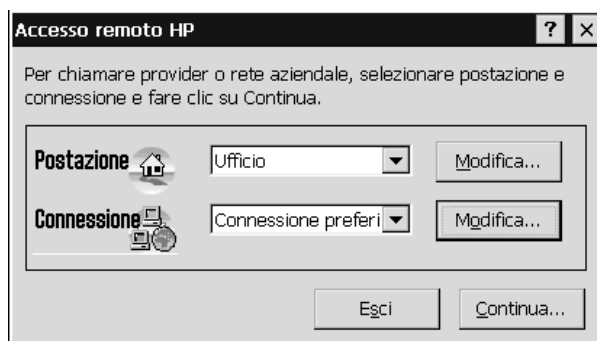 Accesso remoto HP
Per chiamare provider o rete aziendale, selezionare postazione e
connessione e fare clic su Continua.
Postazione Ufficio Modifica...
Connessione Connessione preferi Modifica...
Esci Continua...